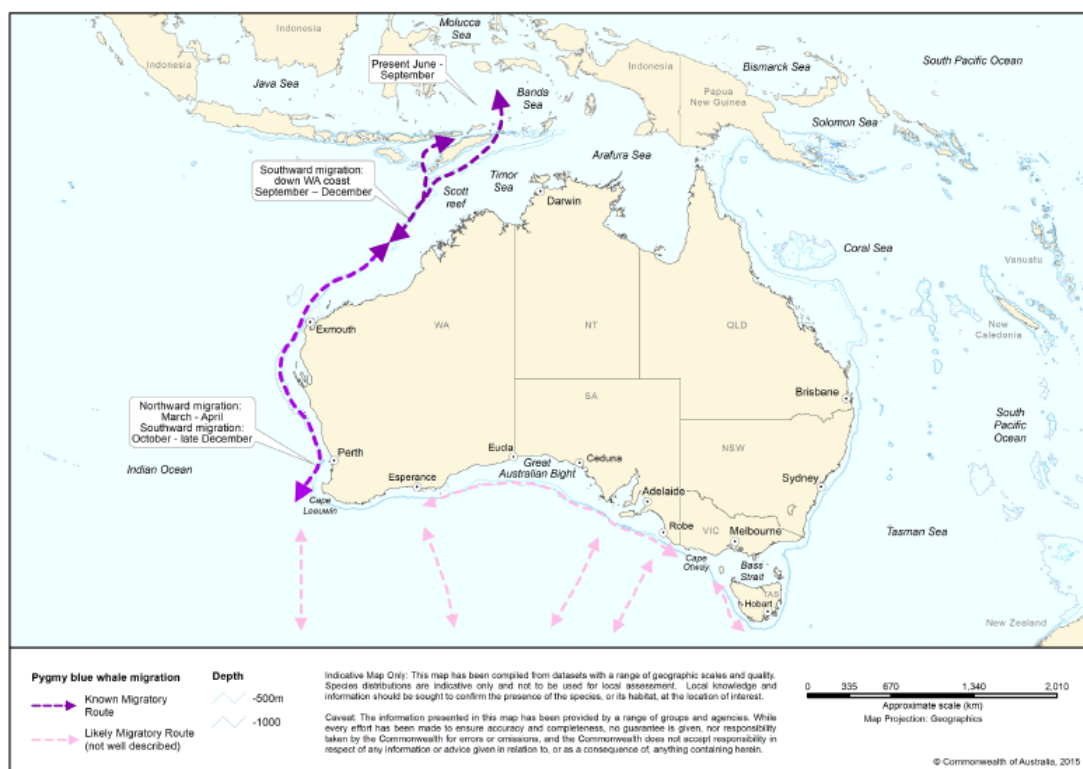 Molucca
Sea
Indonesia
Indonesia
Present June -
September
Java Sea
Banda
Sea
Indonesia
Papua
New Guinea
Bismarck Sea
South Pacific Ocean
Solomon Sea
Southward migration:
down WA coast
September – December
Arafura Sea
Timor
Sea
Scott
reef
Darwin
Coral Sea
Vanuatu
New
Caledonia
Exmouth
WA
NT
QLD
SA
Brisbane
Northward migration:
March - April
Southward migration:
October - late December
South
Pacific
Ocean
NSW
Indian Ocean
Perth
Eucla
Great
Australian Bight
Ceduna
Esperance
Sydney
Cape
Leeuwin
Adelaide
Robe
VIC
Melbourne
Tasman Sea
Cape
Otway
Bass
Strait
TAS
Hobart
New Zealand
Pygmy blue whale migration
Known Migratory
Route
Likely Migratory Route
(not well described)
Depth
-500m
-1000
Indicative Map Only: This map has been compiled from datasets with a range of geographic scales and quality.
Species distributions are indicative only and not to be used for local assessment. Local knowledge and
information should be sought to confirm the presence of the species, or its habitat, at the location of interest.
Caveat: The information presented in this map has been provided by a range of groups and agencies. While
every effort has been made to ensure accuracy and completeness, no guarantee is given, nor responsibility
taken by the Commonwealth for errors or omissions, and the Commonwealth does not accept responsibility in
respect of any information or advice given in relation to, or as a consequence of, anything containing herein.
0 335 670 1,340 2,010
Approximate scale (km)
Map Projection: Geographics
© Commonwealth of Australia, 2015